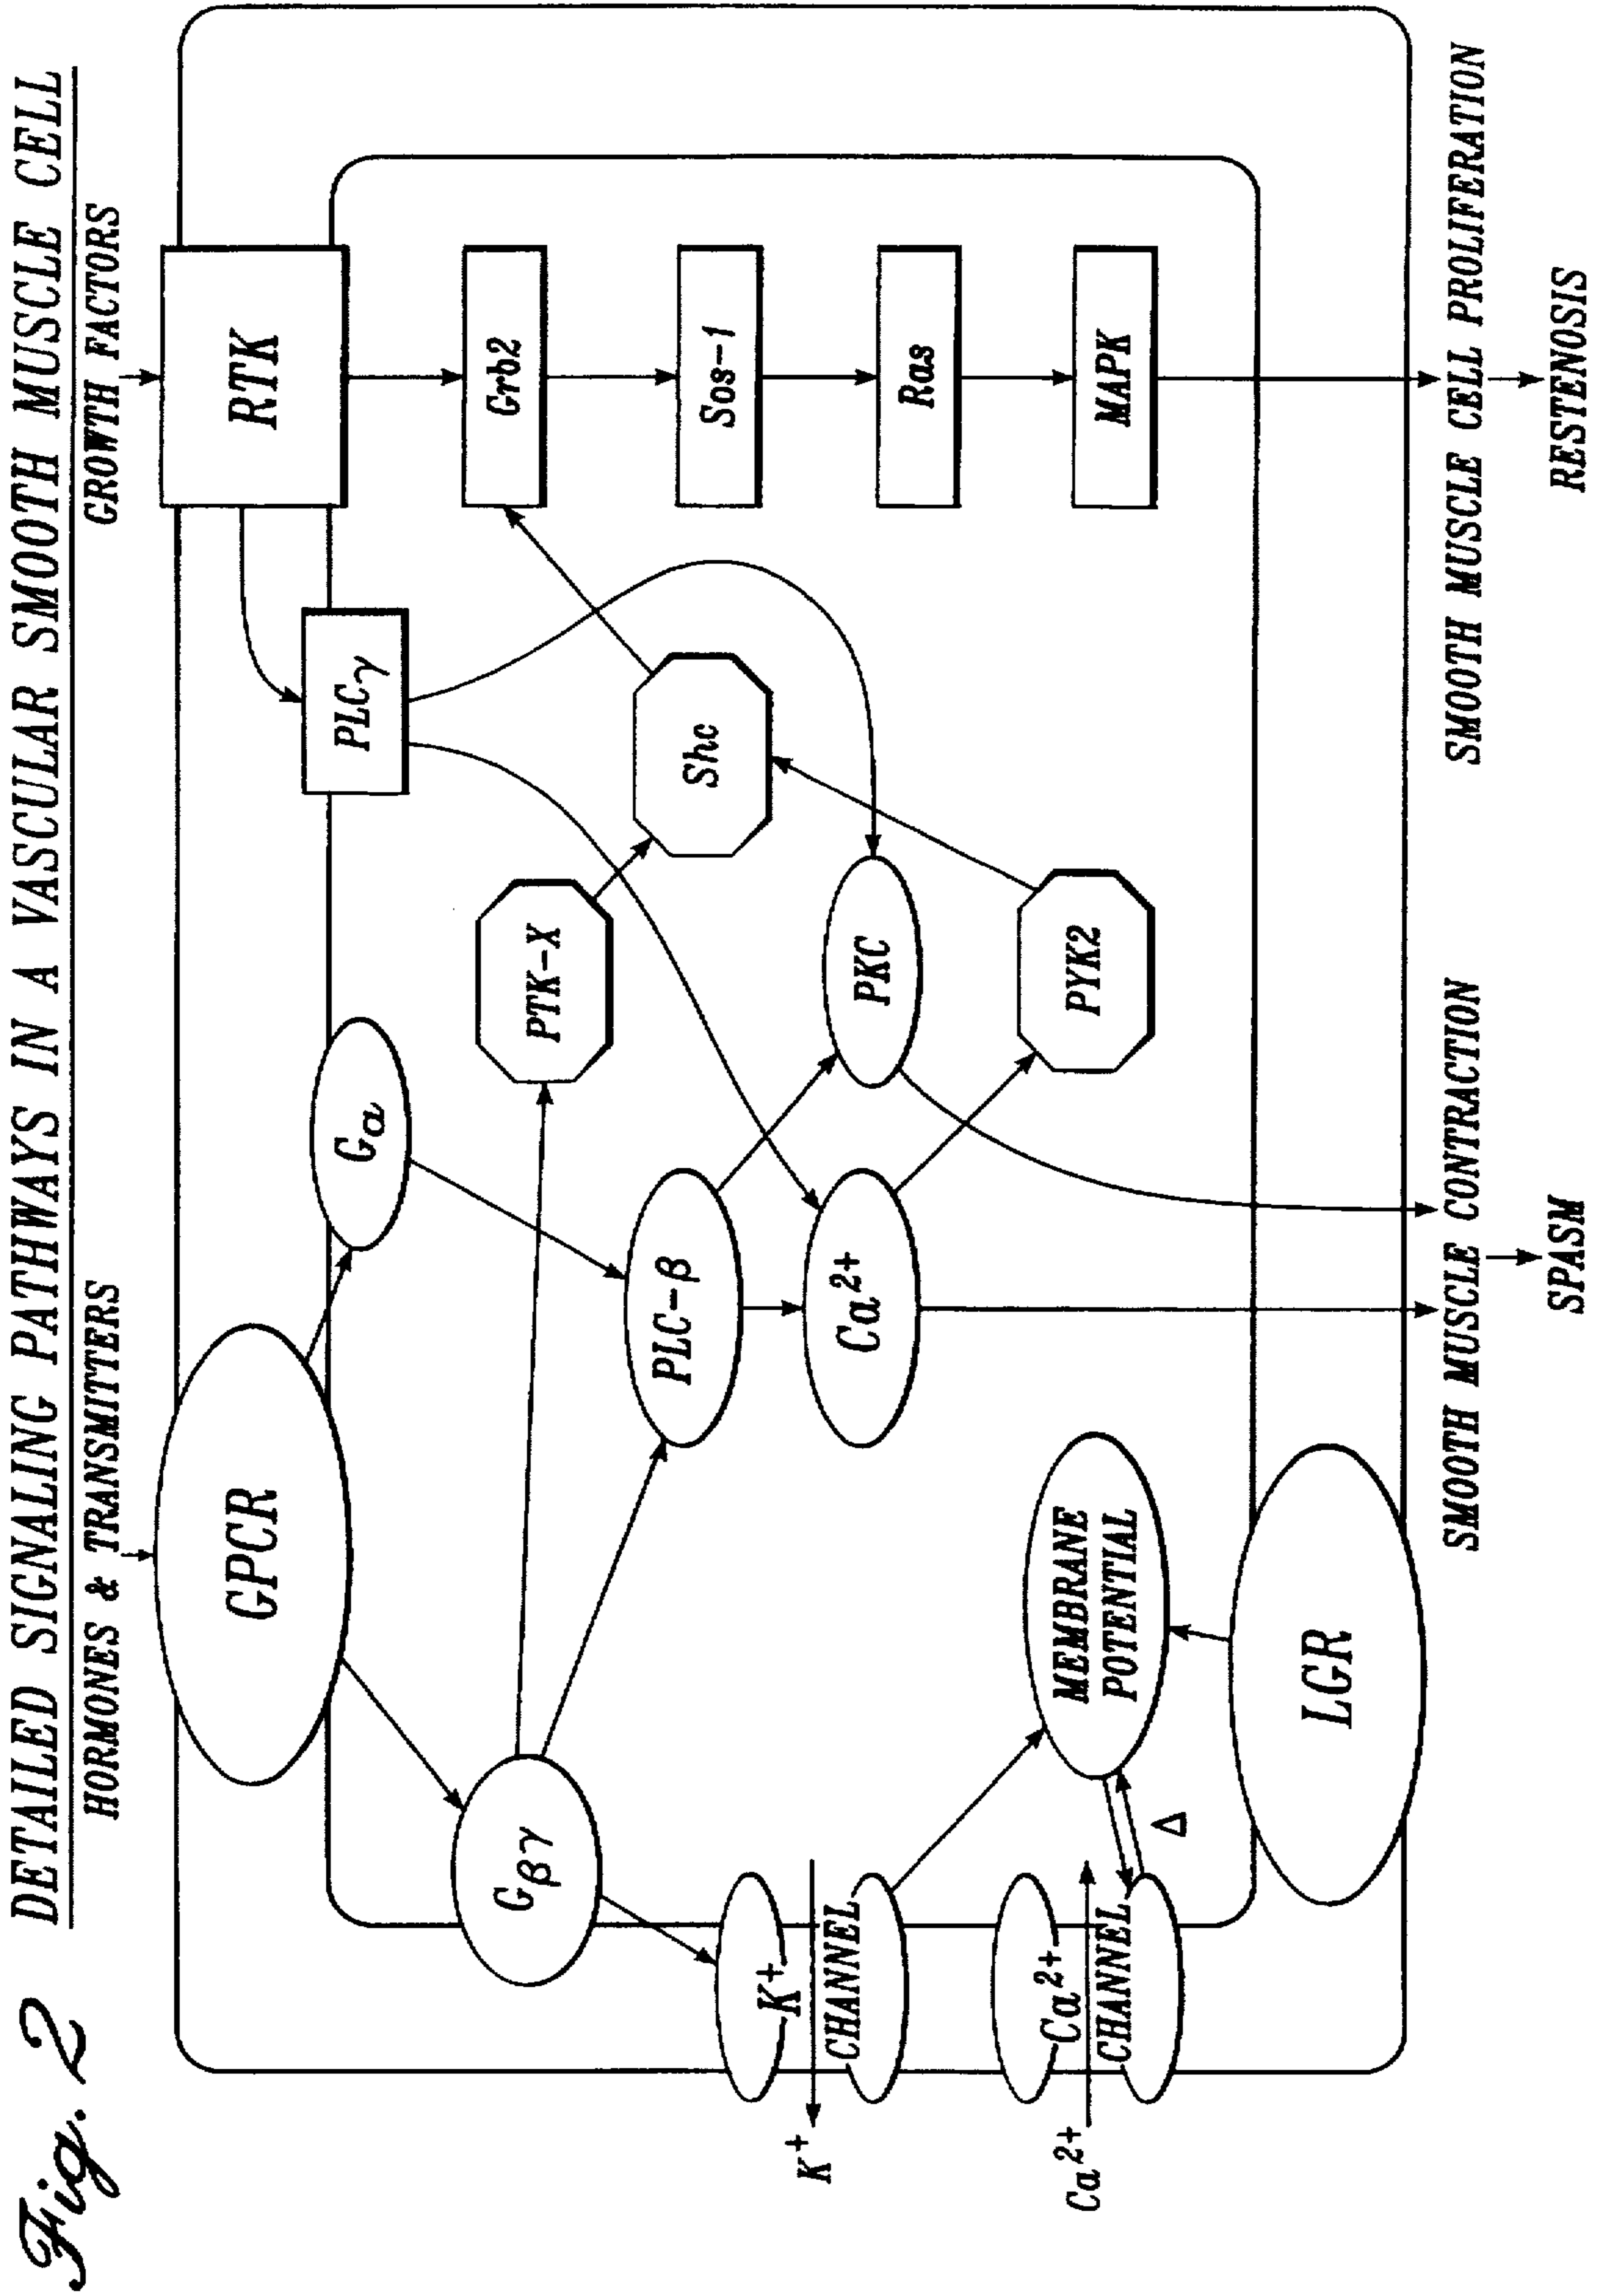 Fig. 2
DETAILED SIGNALING PATHWAYS IN A VASCULAR SMOOTH MUSCLE CELL
HORMONES & TRANSMITTERS
GROWTH FACTORS
GPCR
RTK
Gα
PLCγ
Gβγ
PTK-X
Grb2
PLC-β
Shc
Sos-1
K+
K+
CHANNEL
Ca2+
PKC
Ras
Ca2+
Ca2+
CHANNEL
MEMBRANE
POTENTIAL
Δ
PYK2
MAPK
LGR
SMOOTH MUSCLE CONTRACTION
SMOOTH MUSCLE CELL PROLIFERATION
SPASM
RESTENOSIS